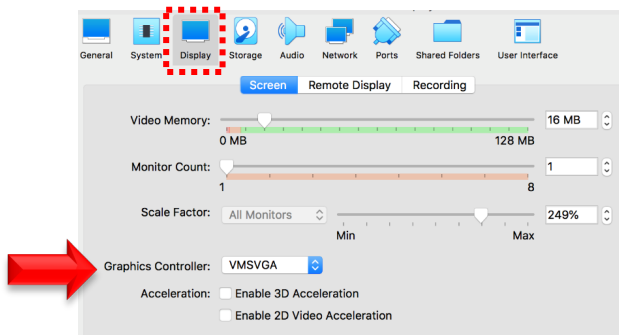 General System Display Storage Audio Network Ports Shared Folders User Interface
Screen Remote Display Recording
Video Memory: 16 MB
0 MB 128 MB
Monitor Count: 1
1 8
Scale Factor: All Monitors 249%
Min Max
Graphics Controller: VMSVGA
Acceleration: Enable 3D Acceleration
Enable 2D Video Acceleration